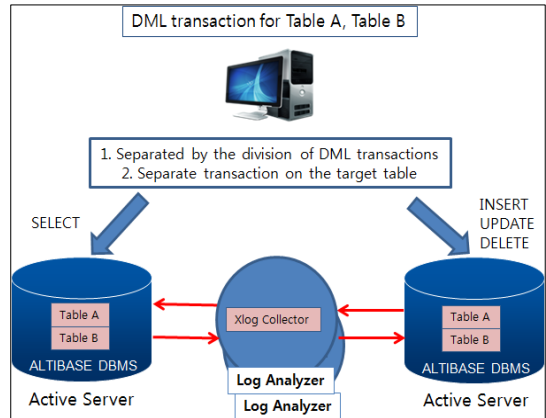 DML transaction for Table A, Table B
1. Separated by the division of DML transactions
2. Separate transaction on the target table
SELECT
INSERT
UPDATE
DELETE
Table A
Table B
ALTIBASE DBMS
Active Server
Xlog Collector
Log Analyzer
Log Analyzer
Table A
Table B
ALTIBASE DBMS
Active Server